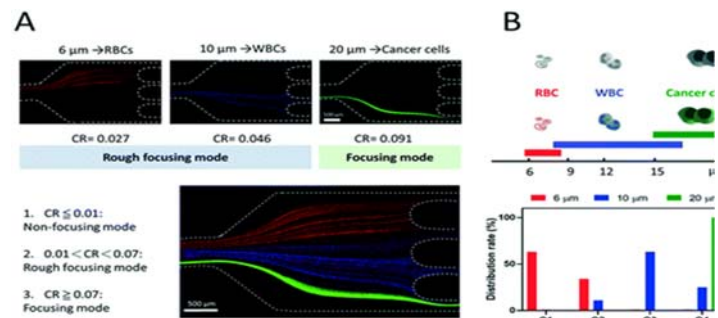 A
6 μm →RBCs
10 μm →WBCs
20 μm→Cancer cells
500 μm
CR= 0.027
CR= 0.046
CR= 0.091
Rough focusing mode
Focusing mode
1. CR ≦ 0.01:
Non-focusing mode
2. 0.01<CR<0.07:
Rough focusing mode
3. CR ≧ 0.07:
Focusing mode
500 μm
B
RBC
WBC
Cancer c
6
9
12
15
μ
6 μm
10 μm
20
Distribution rate (%)
100
50
0